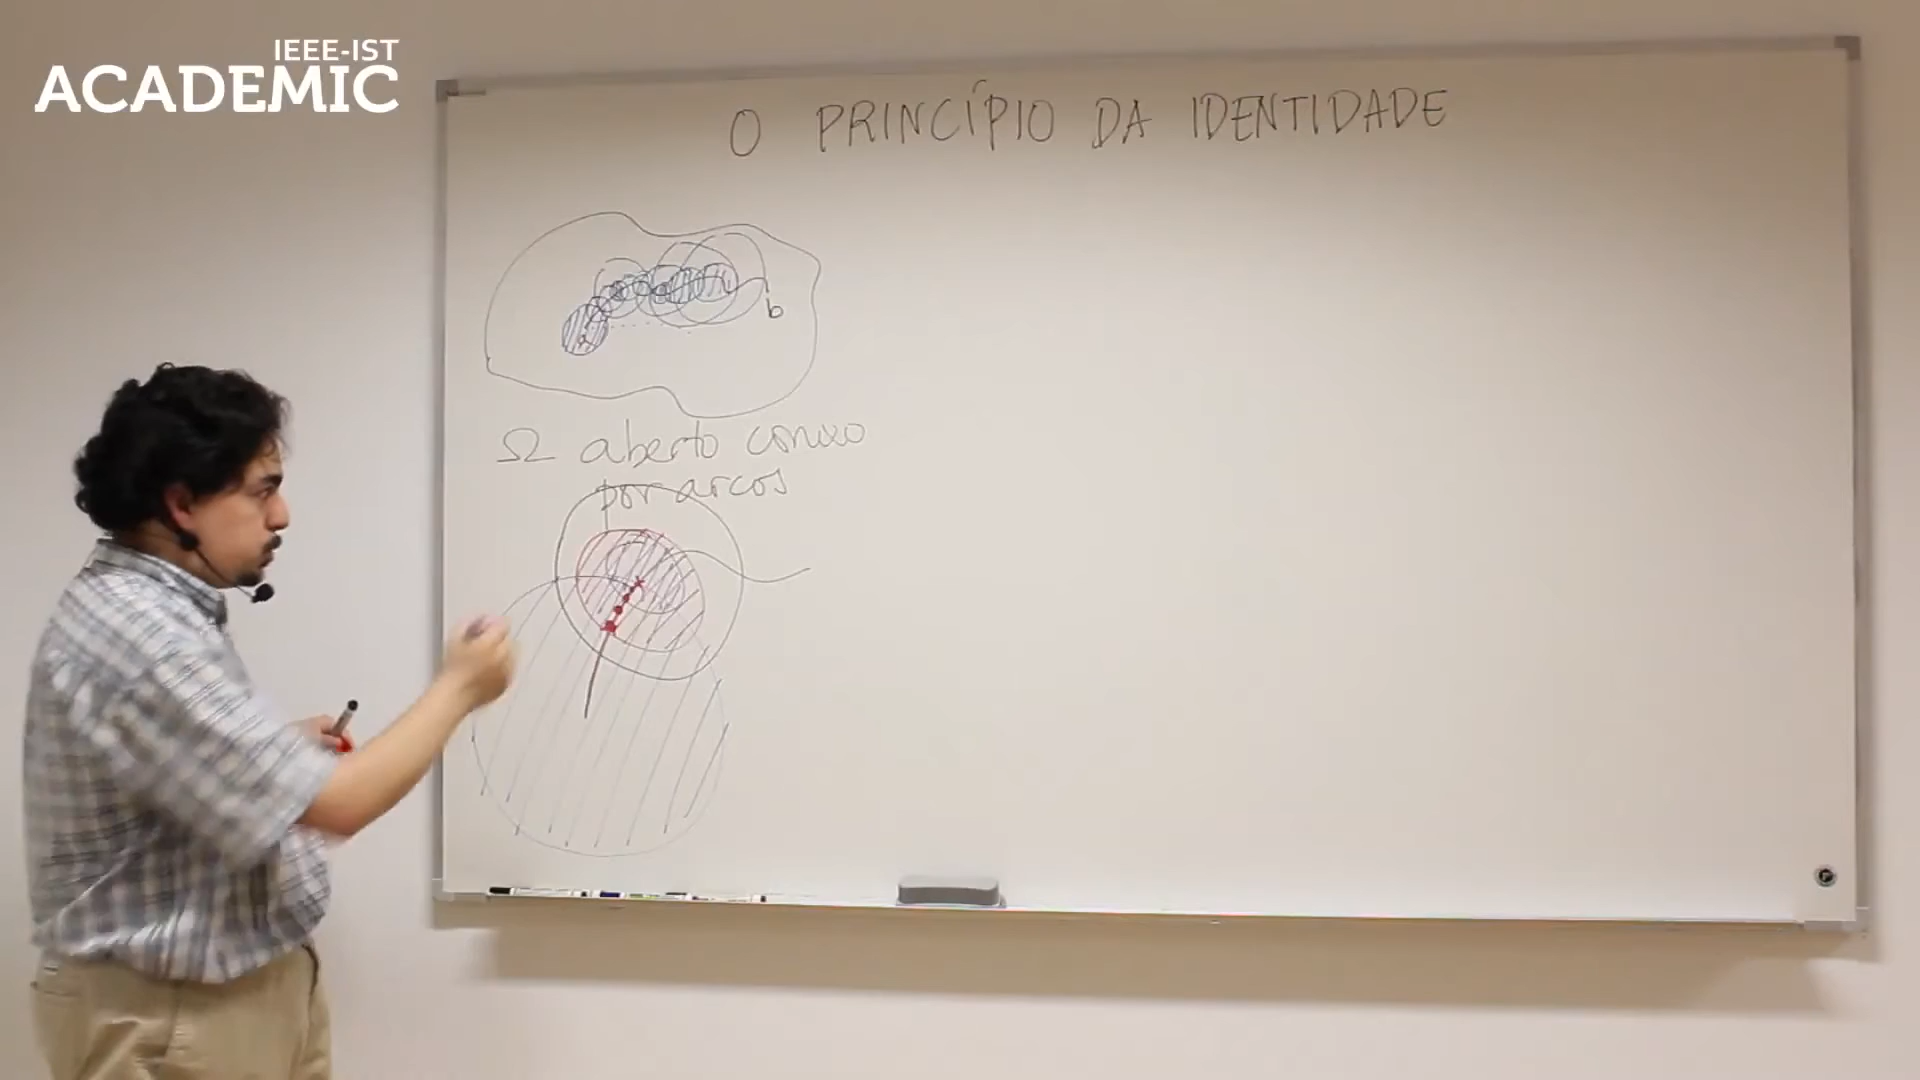 IEEE-IST
ACADEMIC
O PRINCÍPIO DA IDENTIDADE
b
Ω aberto conexo
por arcos